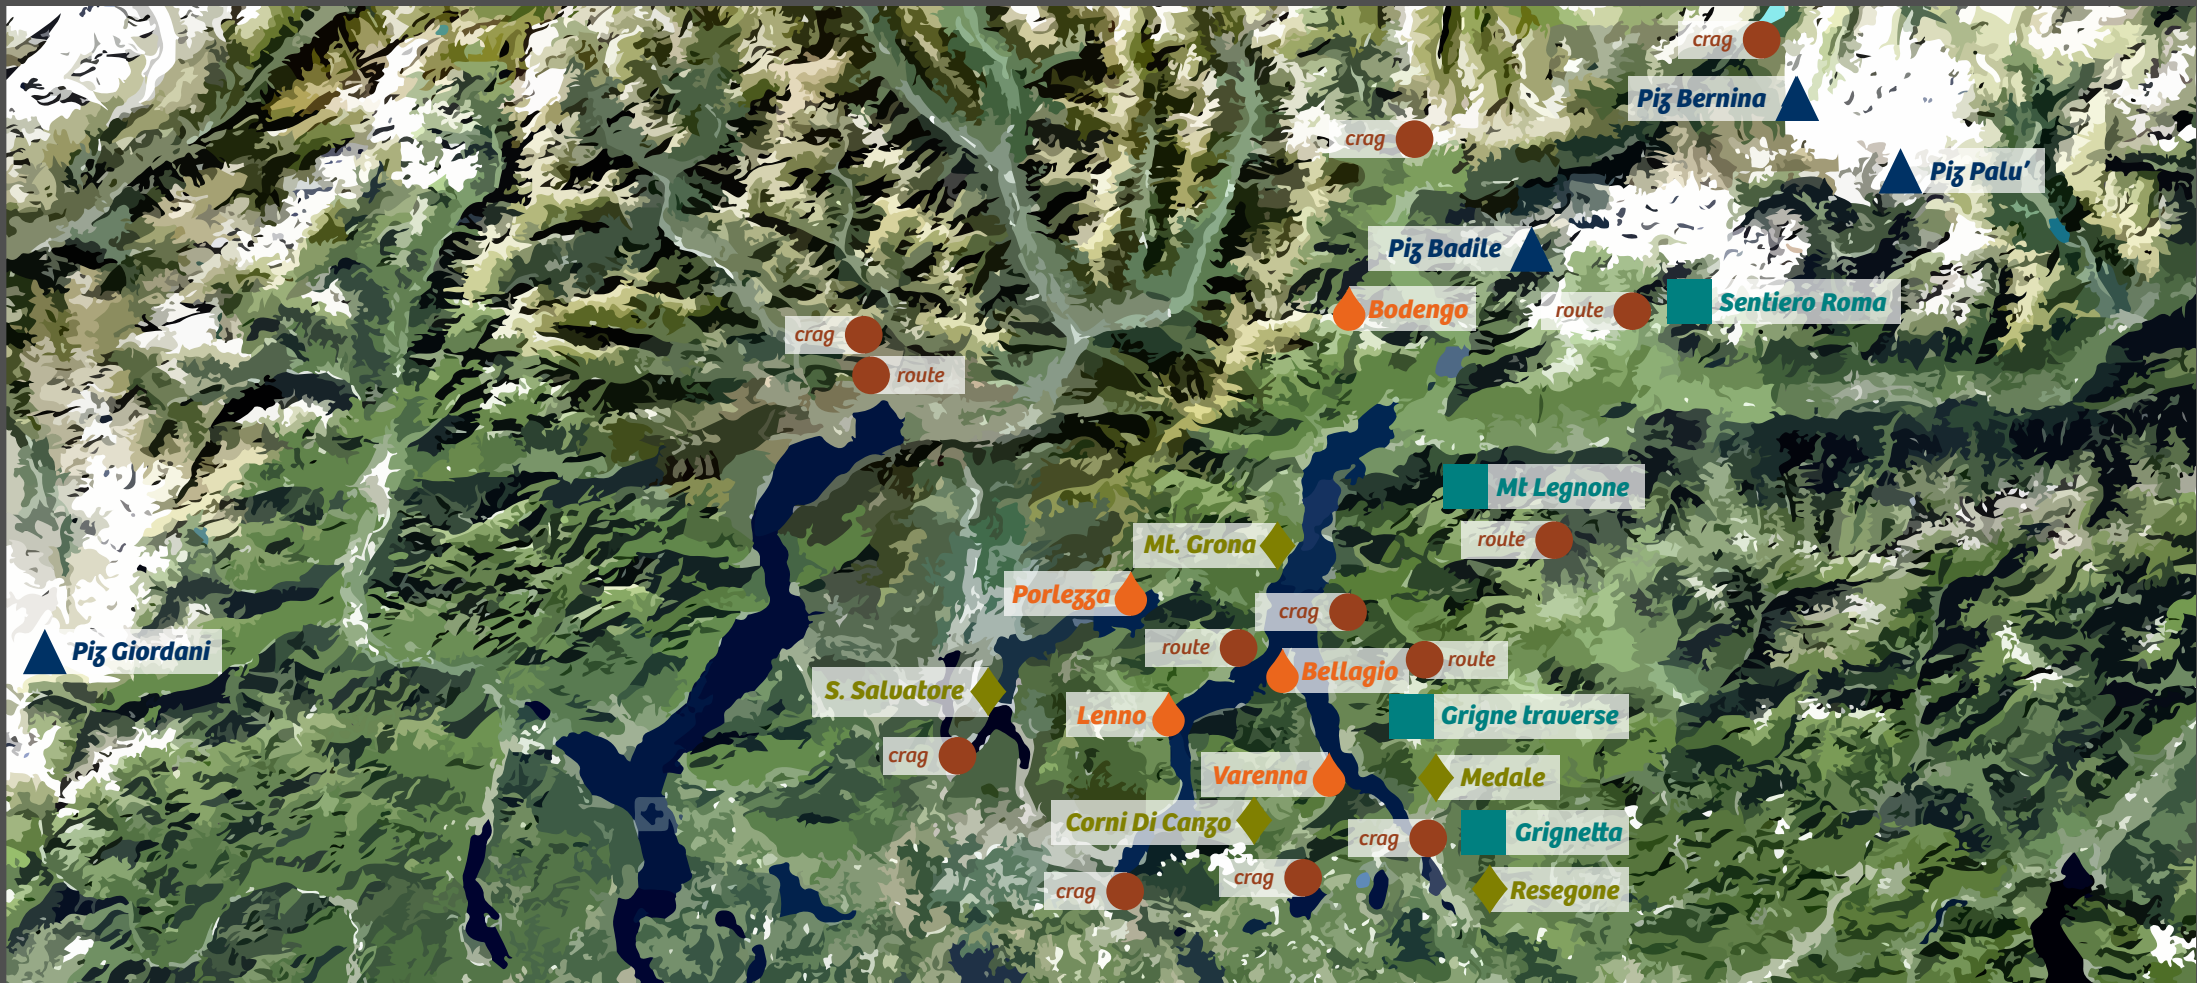 crag
Piz Bernina
crag
Piz Palu’
Piz Badile
Bodengo
route
Sentiero Roma
crag
route
Mt Legnone
route
Mt. Grona
Porlezza
crag
route
Piz Giordani
Bellagio
route
S. Salvatore
Lenno
Grigne traverse
crag
Varenna
Medale
Corni Di Canzo
crag
Grignetta
crag
crag
Resegone